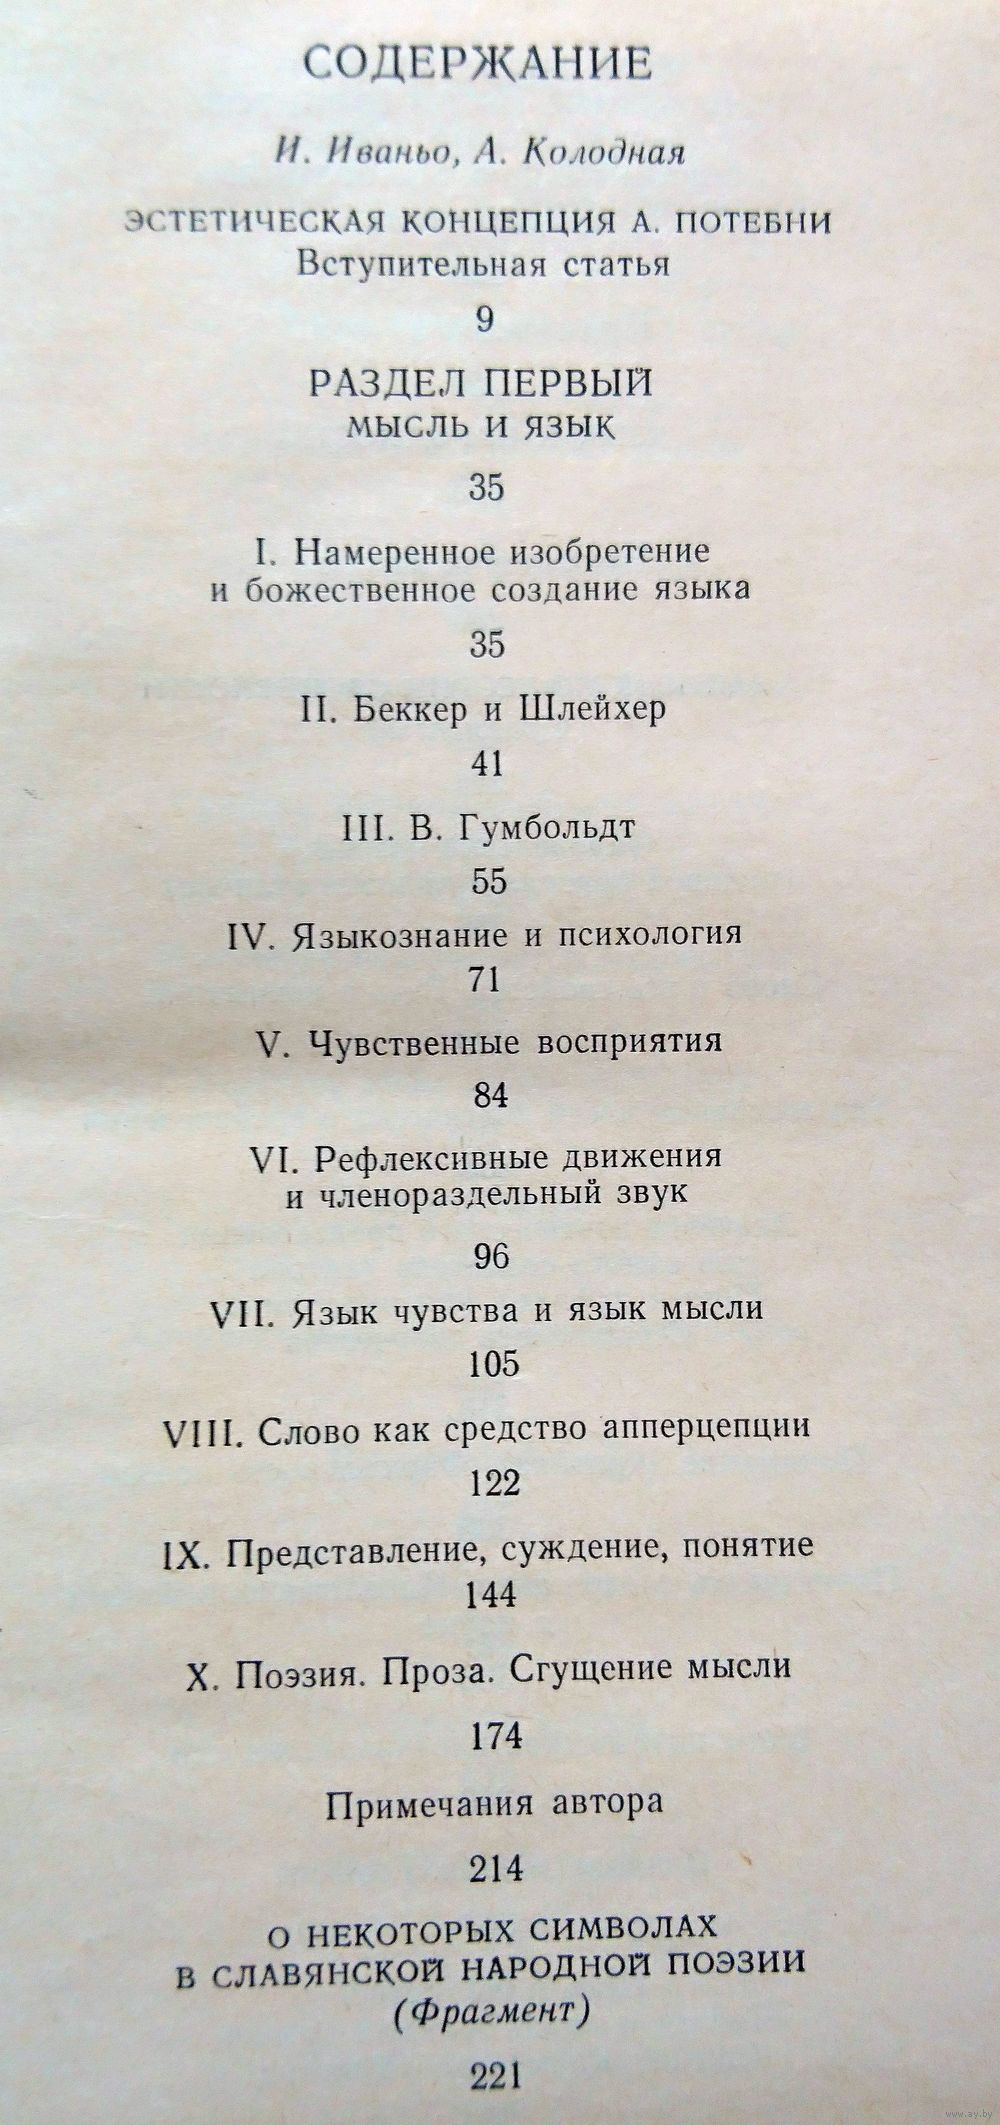 СОДЕРЖАНИЕ
И. Иваньо, А. Колодная
ЭСТЕТИЧЕСКАЯ КОНЦЕПЦИЯ А. ПОТЕБНИ
Вступительная статья
9
РАЗДЕЛ ПЕРВЫЙ
МЫСЛЬ И ЯЗЫК
35
I. Намеренное изобретение
и божественное создание языка
35
II. Беккер и Шлейхер
41
III. В. Гумбольдт
55
IV. Языкознание и психология
71
V. Чувственные восприятия
84
VI. Рефлексивные движения
и членораздельный звук
96
VII. Язык чувства и язык мысли
105
VIII. Слово как средство апперцепции
122
IX. Представление, суждение, понятие
144
X. Поэзия. Проза. Сгущение мысли
174
Примечания автора
214
О НЕКОТОРЫХ СИМВОЛАХ
В СЛАВЯНСКОЙ НАРОДНОЙ ПОЭЗИИ
(Фрагмент)
221
www.ay.by